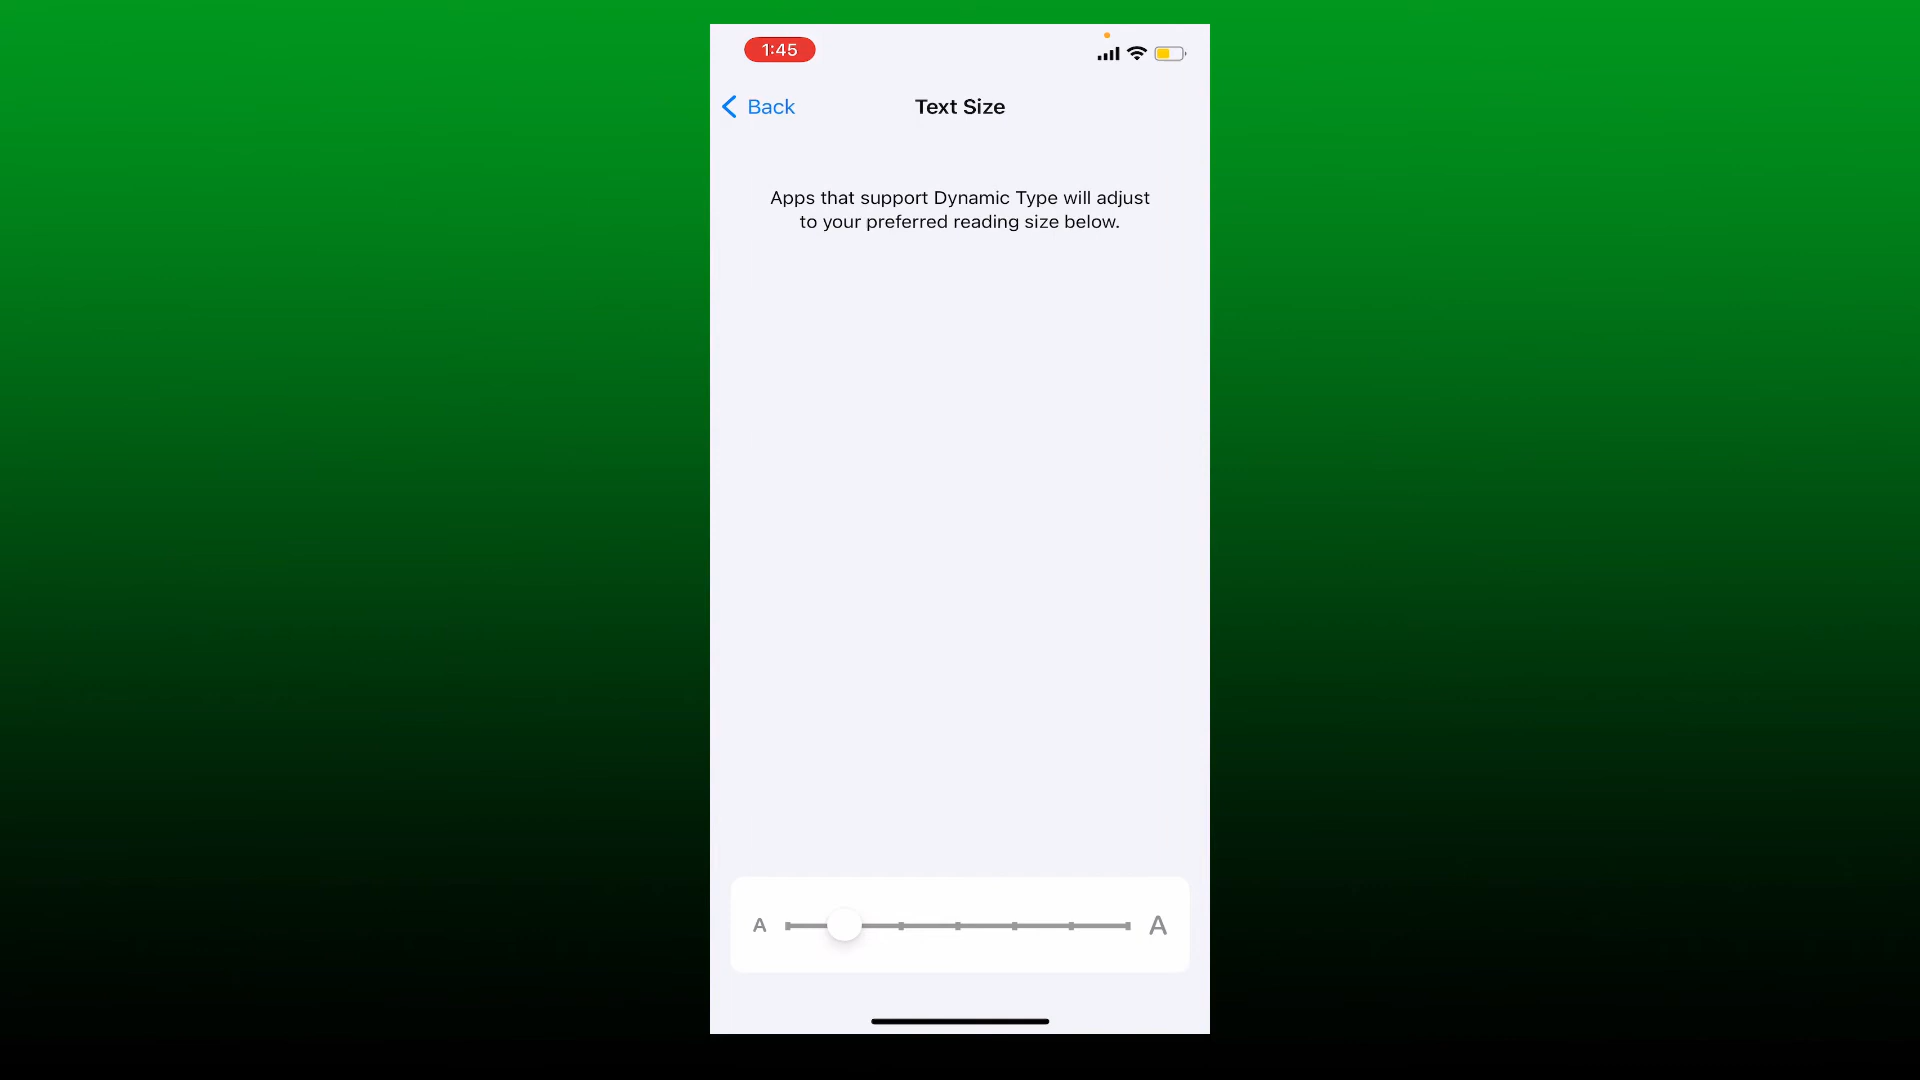 1:45
Back
Text Size
Apps that support Dynamic Type will adjust
to your preferred reading size below.
A
A